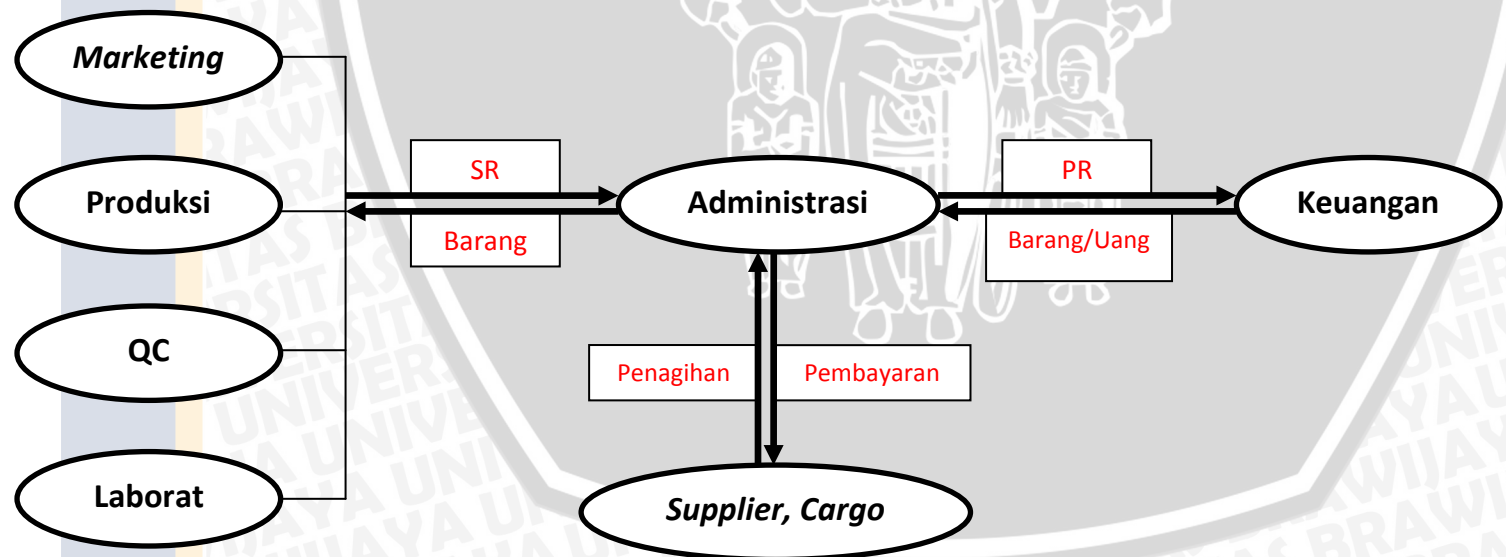 Marketing
SR
PR
Produksi
Administrasi
Keuangan
Barang
Barang/Uang
QC
Penagihan
Pembayaran
Laborat
Supplier, Cargo